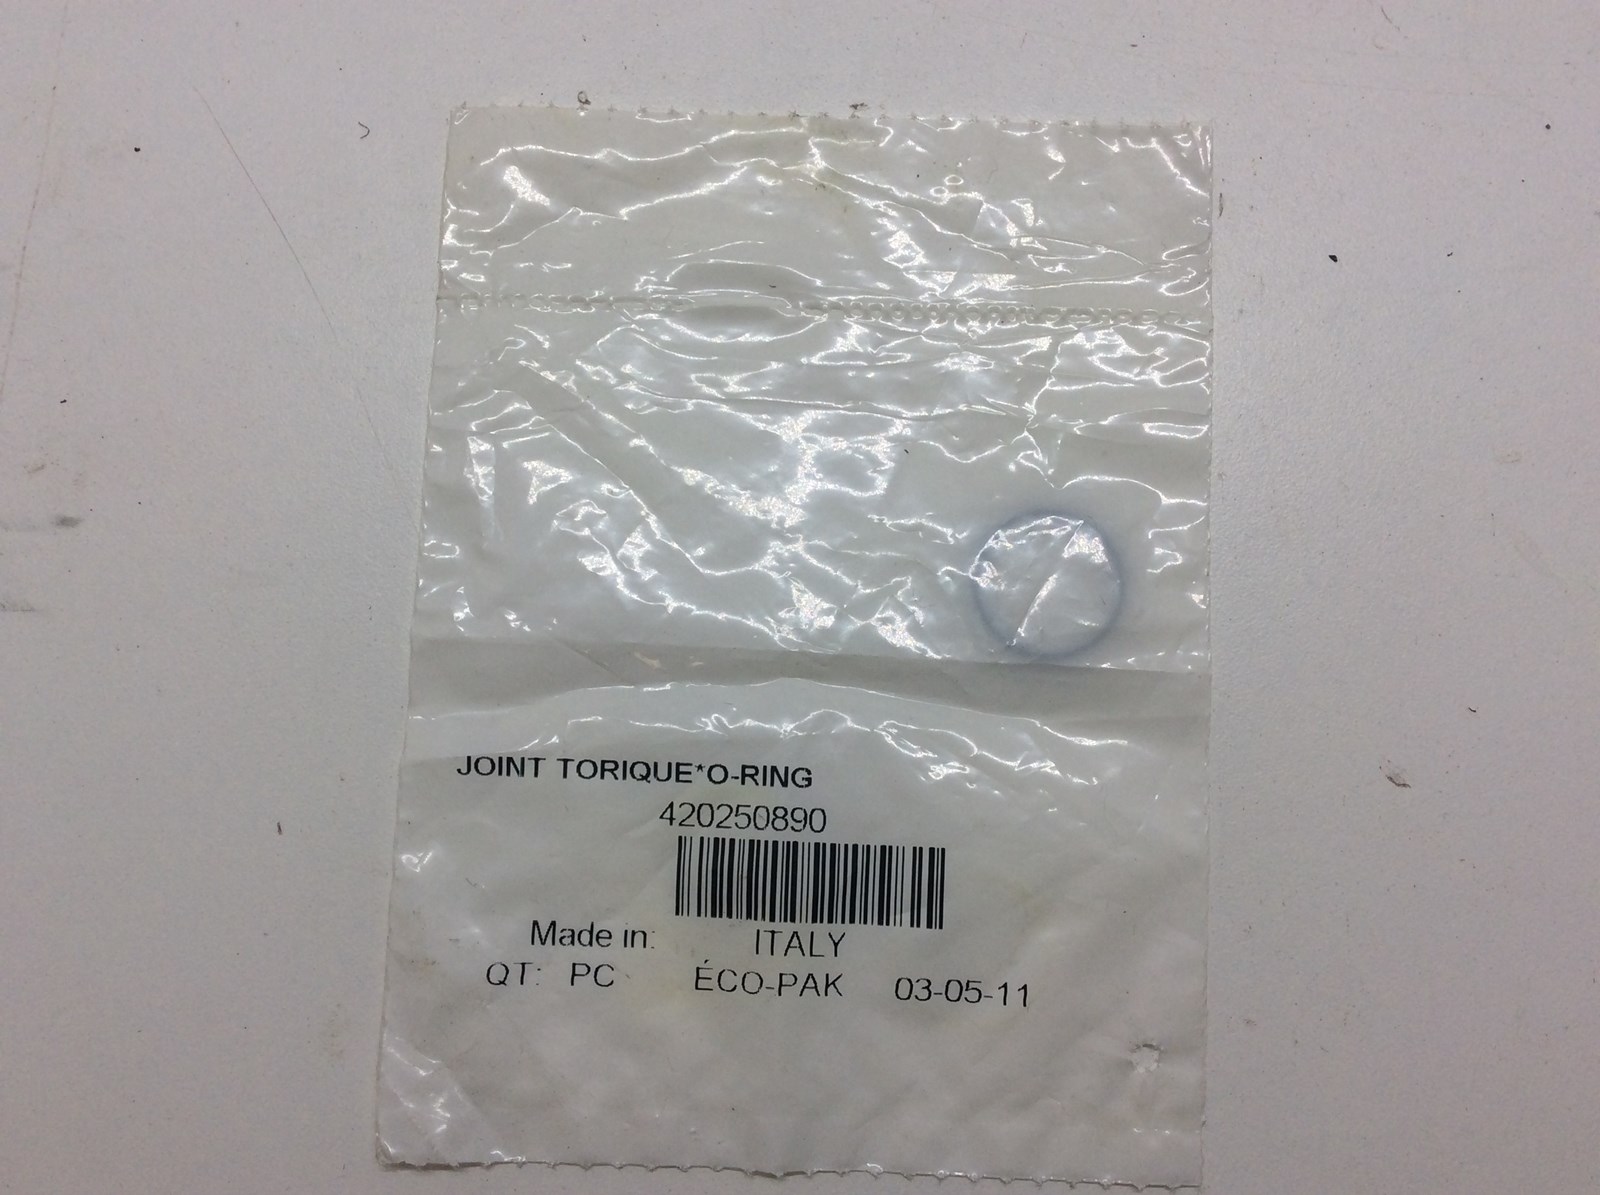 JOINT TORIQUE*O-RING
420250890
Made in: ITALY
QT: PC ÉCO-PAK 03-05-11